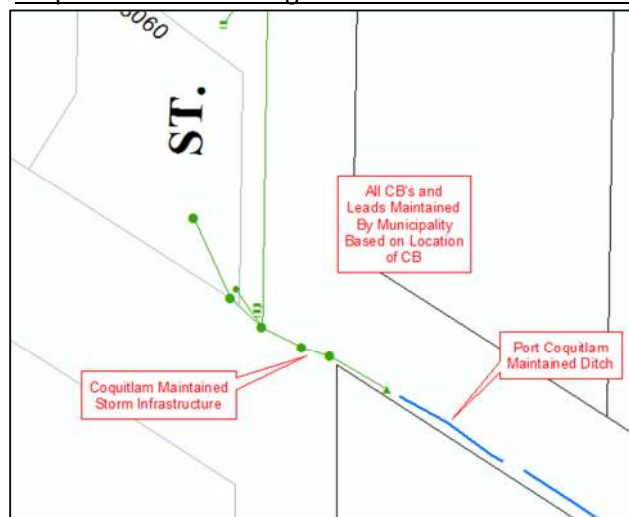 3060
ST.
All CB's and
Leads Maintained
By Municipality
Based on Location
of CB
Port Coquitlam
Maintained Ditch
Coquitlam Maintained
Storm Infrastructure